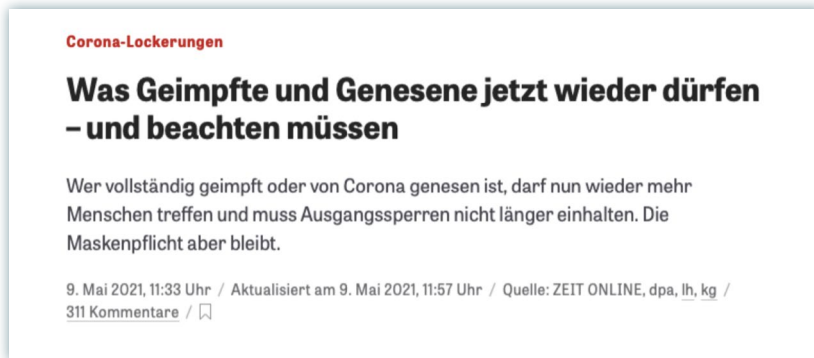 Corona-Lockerungen
Was Geimpfte und Genesene jetzt wieder dürfen
– und beachten müssen
Wer vollständig geimpft oder von Corona genesen ist, darf nun wieder mehr
Menschen treffen und muss Ausgangssperren nicht länger einhalten. Die
Maskenpflicht aber bleibt.
9. Mai 2021, 11:33 Uhr / Aktualisiert am 9. Mai 2021, 11:57 Uhr / Quelle: ZEIT ONLINE, dpa, lh, kg /
311 Kommentare /